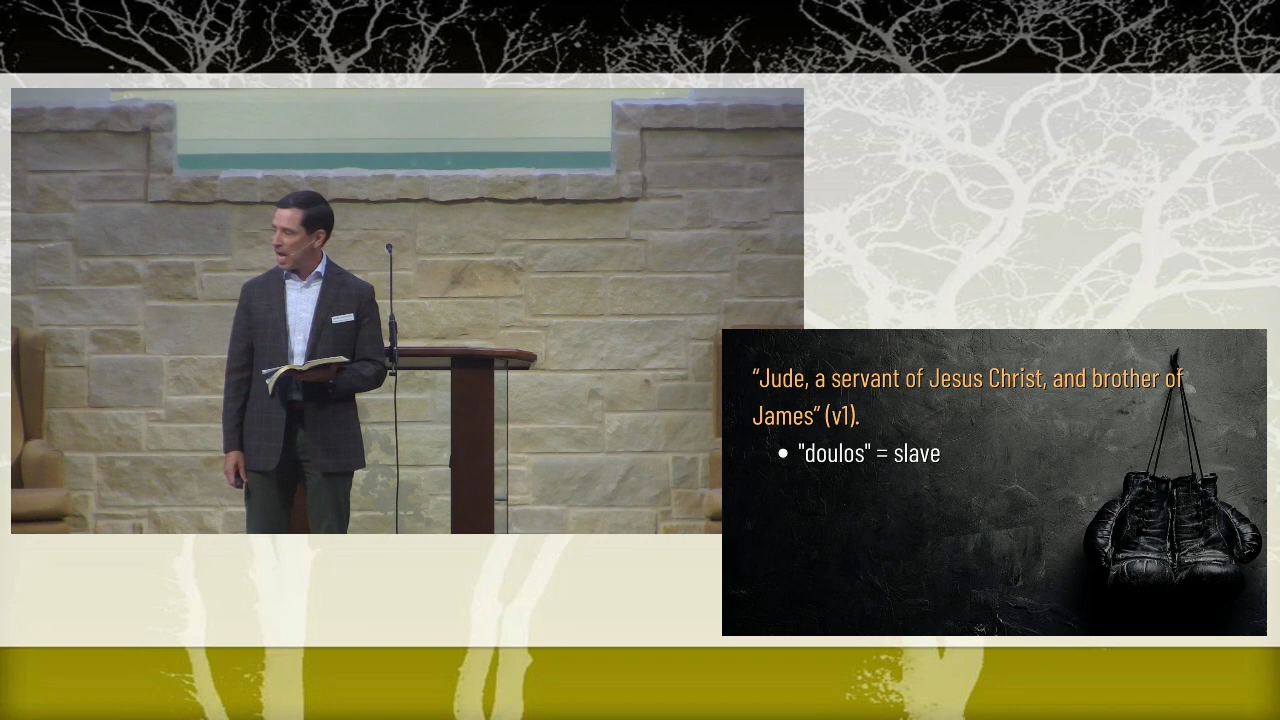 “Jude, a servant of Jesus Christ, and brother of
James” (v1).
• "doulos" = slave